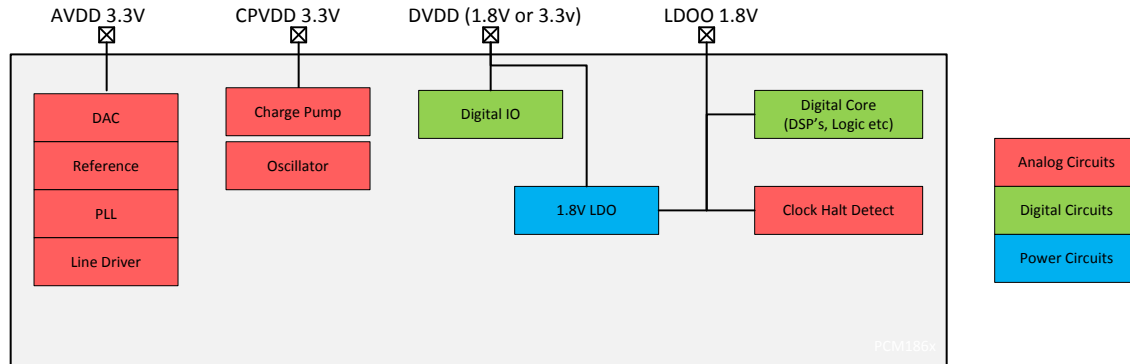 AVDD 3.3V
CPVDD 3.3V
DVDD (1.8V or 3.3v)
LDOO 1.8V
DAC
Reference
PLL
Line Driver
Charge Pump
Oscillator
Digital IO
1.8V LDO
Digital Core
(DSP's, Logic etc)
Clock Halt Detect
PCM186x
Analog Circuits
Digital Circuits
Power Circuits